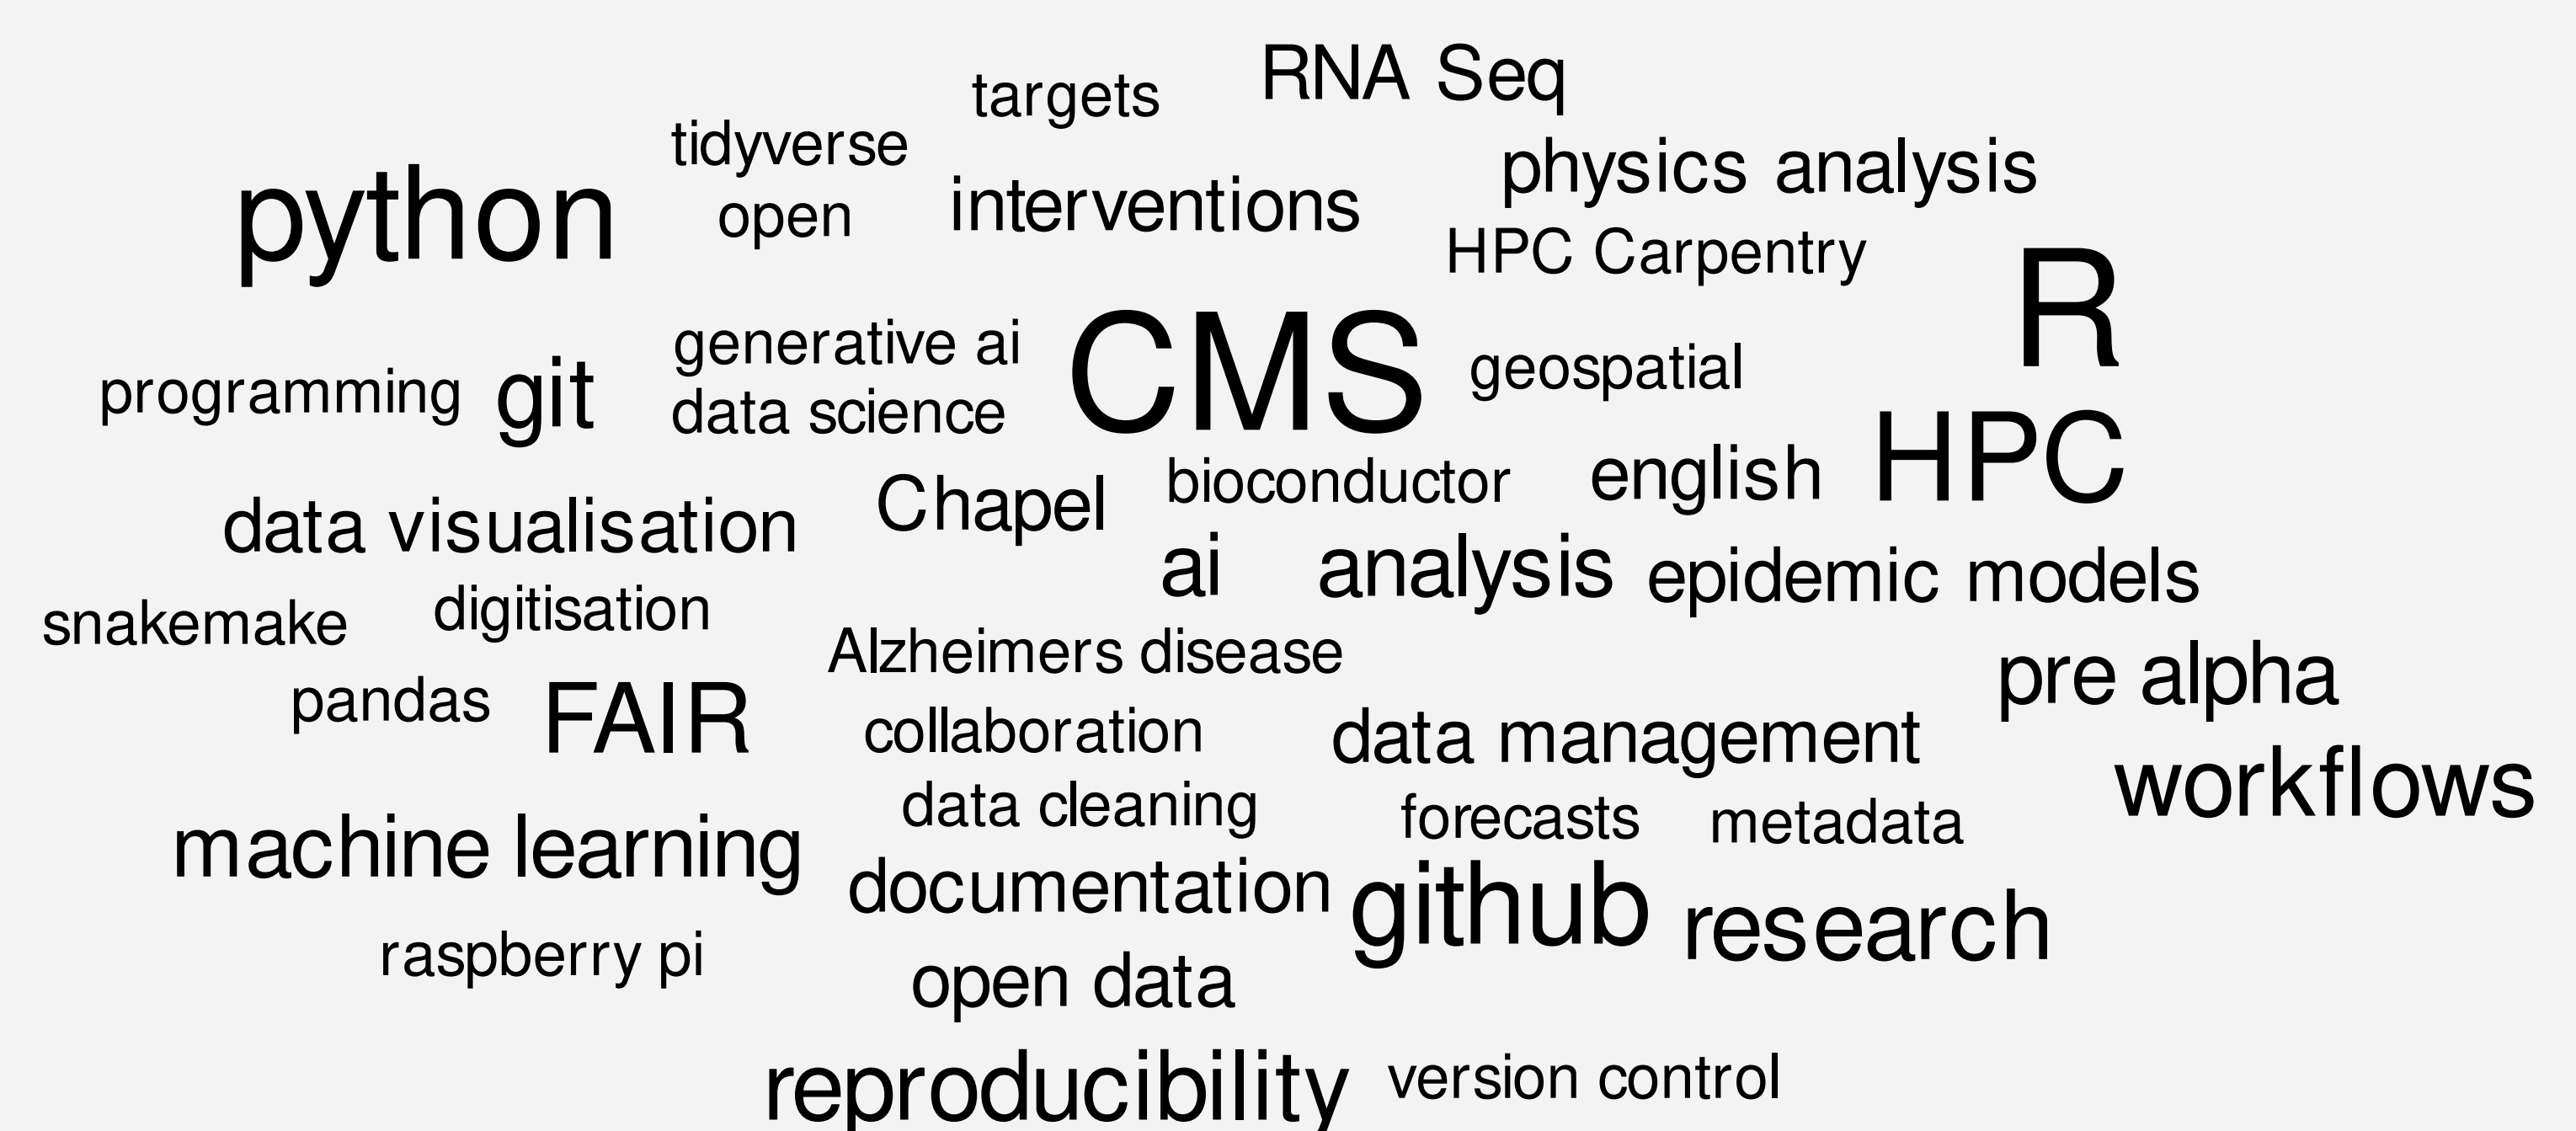 RNA Seq
targets
tidyverse
physics analysis
python
open
interventions
HPC Carpentry
R
generative ai
CMS
geospatial
programming
git
data science
HPC
Chapel
bioconductor
english
data visualisation
ai
analysis
epidemic models
snakemake
digitisation
Alzheimers disease
pre alpha
pandas
FAIR
collaboration
data management
workflows
data cleaning
forecasts
metadata
machine learning
documentation
github
research
raspberry pi
open data
reproducibility
version control